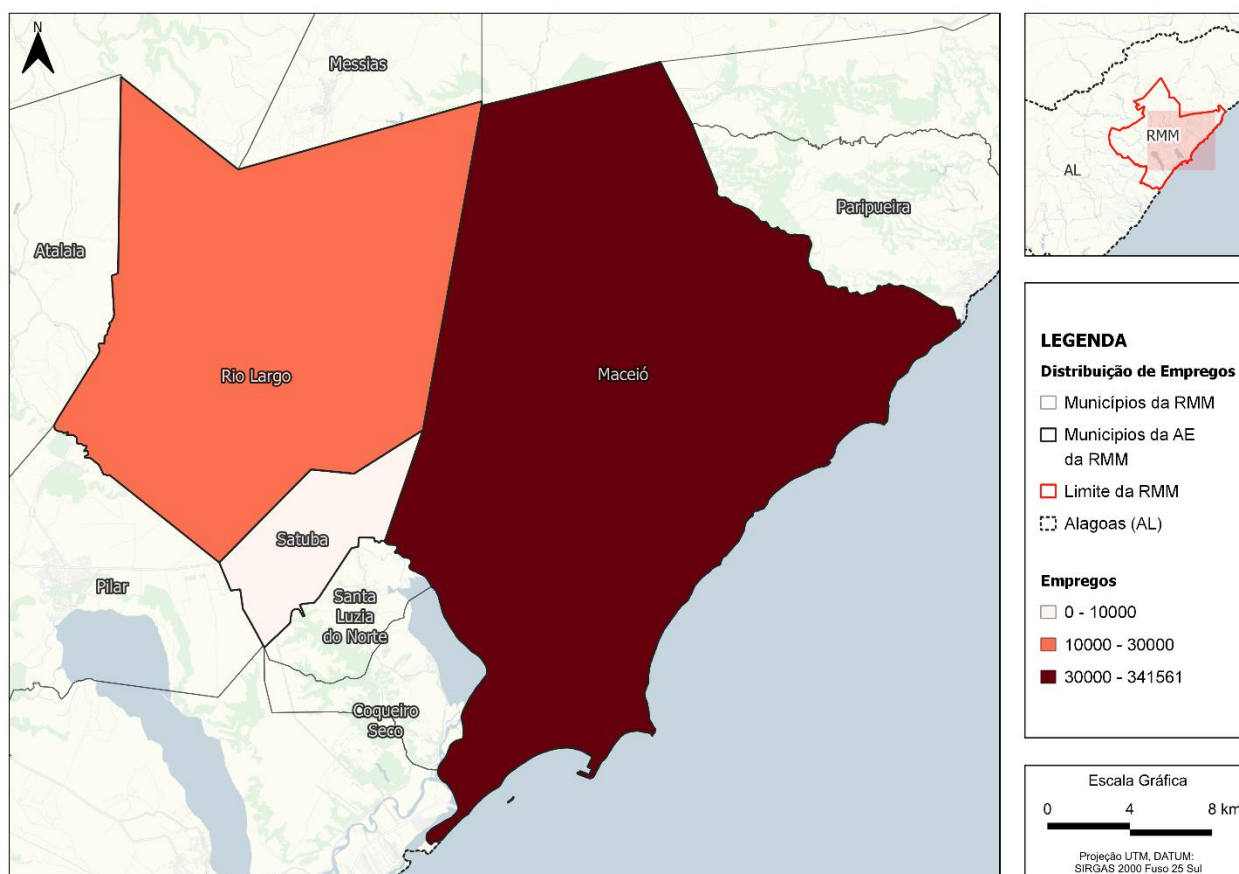 N
Messias
Paripueira
Atalaia
Rio Largo
Maceió
Satuba
Pilar
Santa
Luzia
do Norte
Coqueiro
Seco
RMM
AL
LEGENDA
Distribuição de Empregos
Municípios da RMM
Municipios da AE
da RMM
Limite da RMM
Alagoas (AL)
Empregos
0 - 10000
10000 - 30000
30000 - 341561
Escala Gráfica
0 4 8 km
Projeção UTM, DATUM:
SIRGAS 2000 Fuso 25 Sul